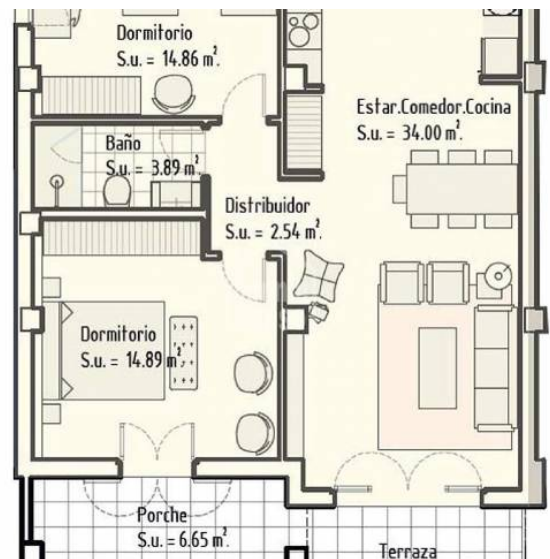 Dormitorio
S.u. = 14.86 m².
Estar.Comedor.Cocina
S.u. = 34.00 m².
Baño
S.u. = 3.89 m².
Distribuidor
S.u. = 2.54 m².
Dormitorio
S.u. = 14.89 m².
Porche
S.u. = 6.65 m².
Terraza